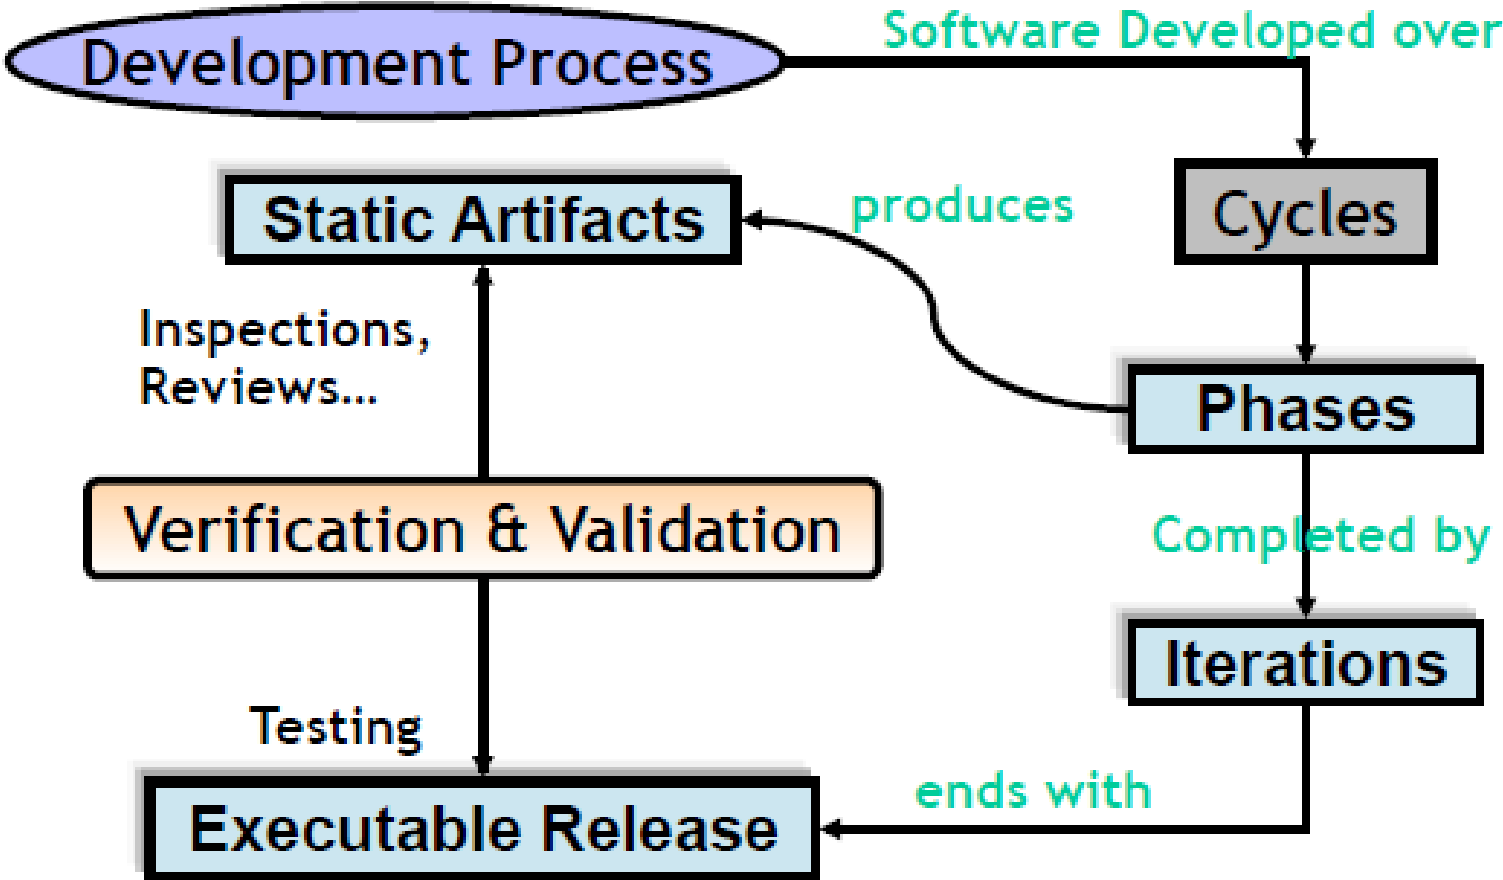 Software Developed over
Development Process
produces
Cycles
Static Artifacts
Inspections,
Reviews...
Phases
Verification & Validation
Completed by
Iterations
Testing
ends with
Executable Release